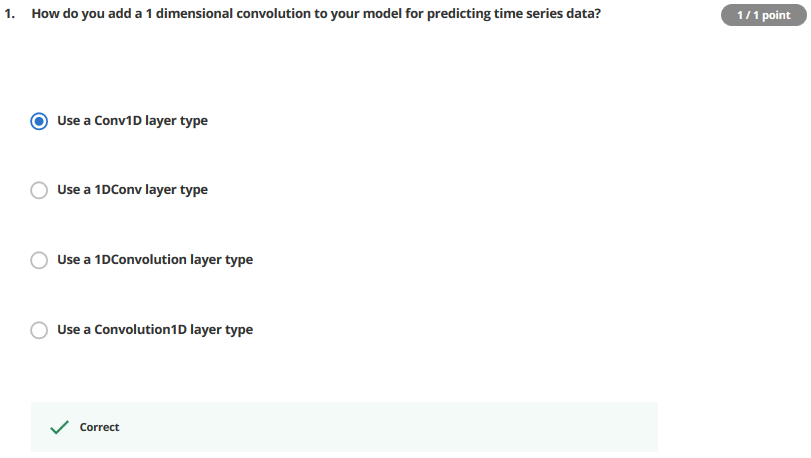 1. How do you add a 1 dimensional convolution to your model for predicting time series data?
1 / 1 point
Use a Conv1D layer type
Use a 1DConv layer type
Use a 1DConvolution layer type
Use a Convolution1D layer type
Correct